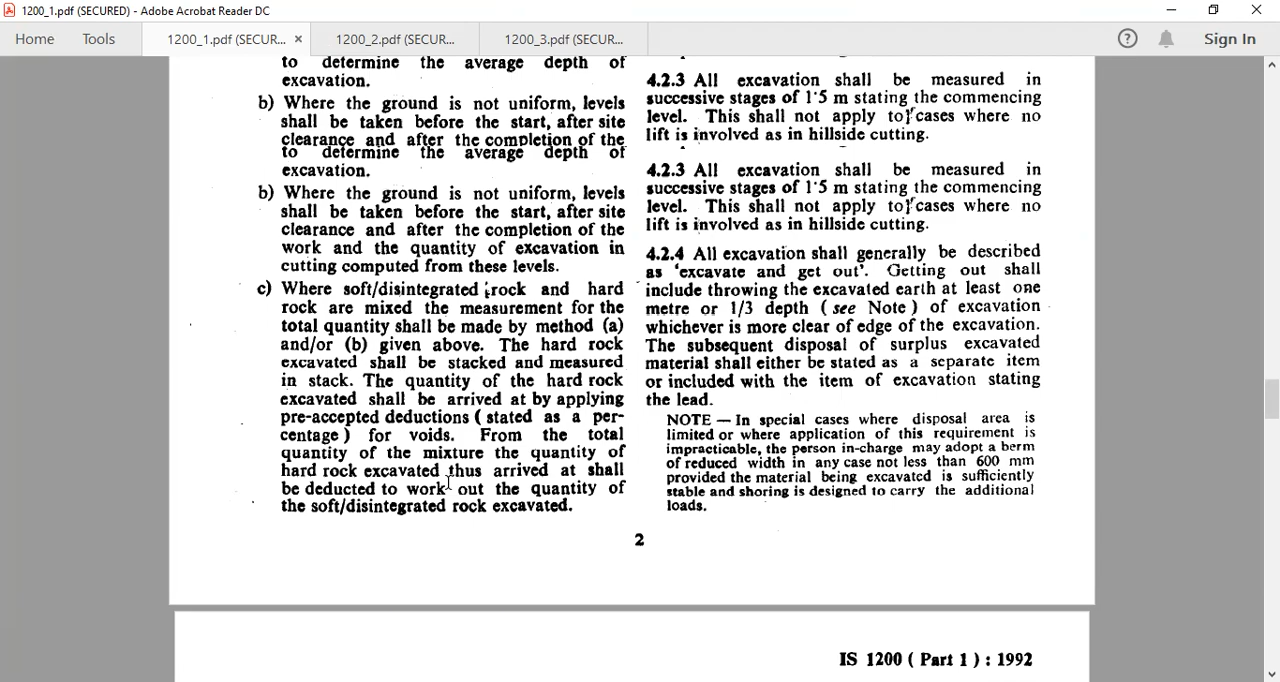 1200_1.pdf (SECURED) - Adobe Acrobat Reader DC
Home Tools 1200_1.pdf (SECUR... × 1200_2.pdf (SECUR... 1200_3.pdf (SECUR... Sign In
to determine the average depth of
excavation.
b) Where the ground is not uniform, levels
shall be taken before the start, after site
clearance and after the completion of the
to determine the average depth of
excavation.
b) Where the ground is not uniform, levels
shall be taken before the start, after site
clearance and after the completion of the
work and the quantity of excavation in
cutting computed from these levels.
c) Where soft/disintegrated rock and hard
rock are mixed the measurement for the
total quantity shall be made by method (a)
and/or (b) given above. The hard rock
excavated shall be stacked and measured
in stack. The quantity of the hard rock
excavated shall be arrived at by applying
pre-accepted deductions ( stated as a per-
centage ) for voids. From the total
quantity of the mixture the quantity of
hard rock excavated thus arrived at shall
be deducted to work out the quantity of
the soft/disintegrated rock excavated.
4.2.3 All excavation shall be measured in
successive stages of 1·5 m stating the commencing
level. This shall not apply to cases where no
lift is involved as in hillside cutting.
4.2.3 All excavation shall be measured in
successive stages of 1·5 m stating the commencing
level. This shall not apply to cases where no
lift is involved as in hillside cutting.
4.2.4 All excavation shall generally be described
as ‘excavate and get out’. Getting out shall
include throwing the excavated earth at least one
metre or 1/3 depth ( see Note ) of excavation
whichever is more clear of edge of the excavation.
The subsequent disposal of surplus excavated
material shall either be stated as a separate item
or included with the item of excavation stating
the lead.
NOTE — In special cases where disposal area is
limited or where application of this requirement is
impracticable, the person in-charge may adopt a berm
of reduced width in any case not less than 600 mm
provided the material being excavated is sufficiently
stable and shoring is designed to carry the additional
loads.
2
IS 1200 ( Part 1 ) : 1992